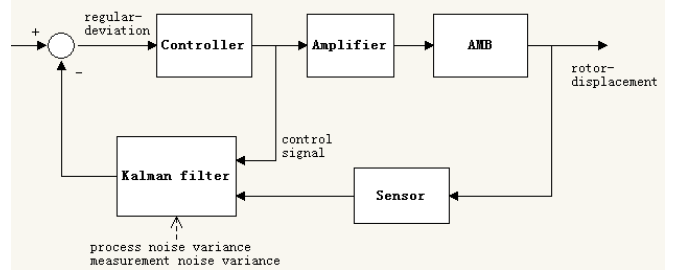 regular-
deviation
+
Controller
Amplifier
AMB
−
rotor-
displacement
control
signal
Kalman filter
Sensor
process noise variance
measurement noise variance